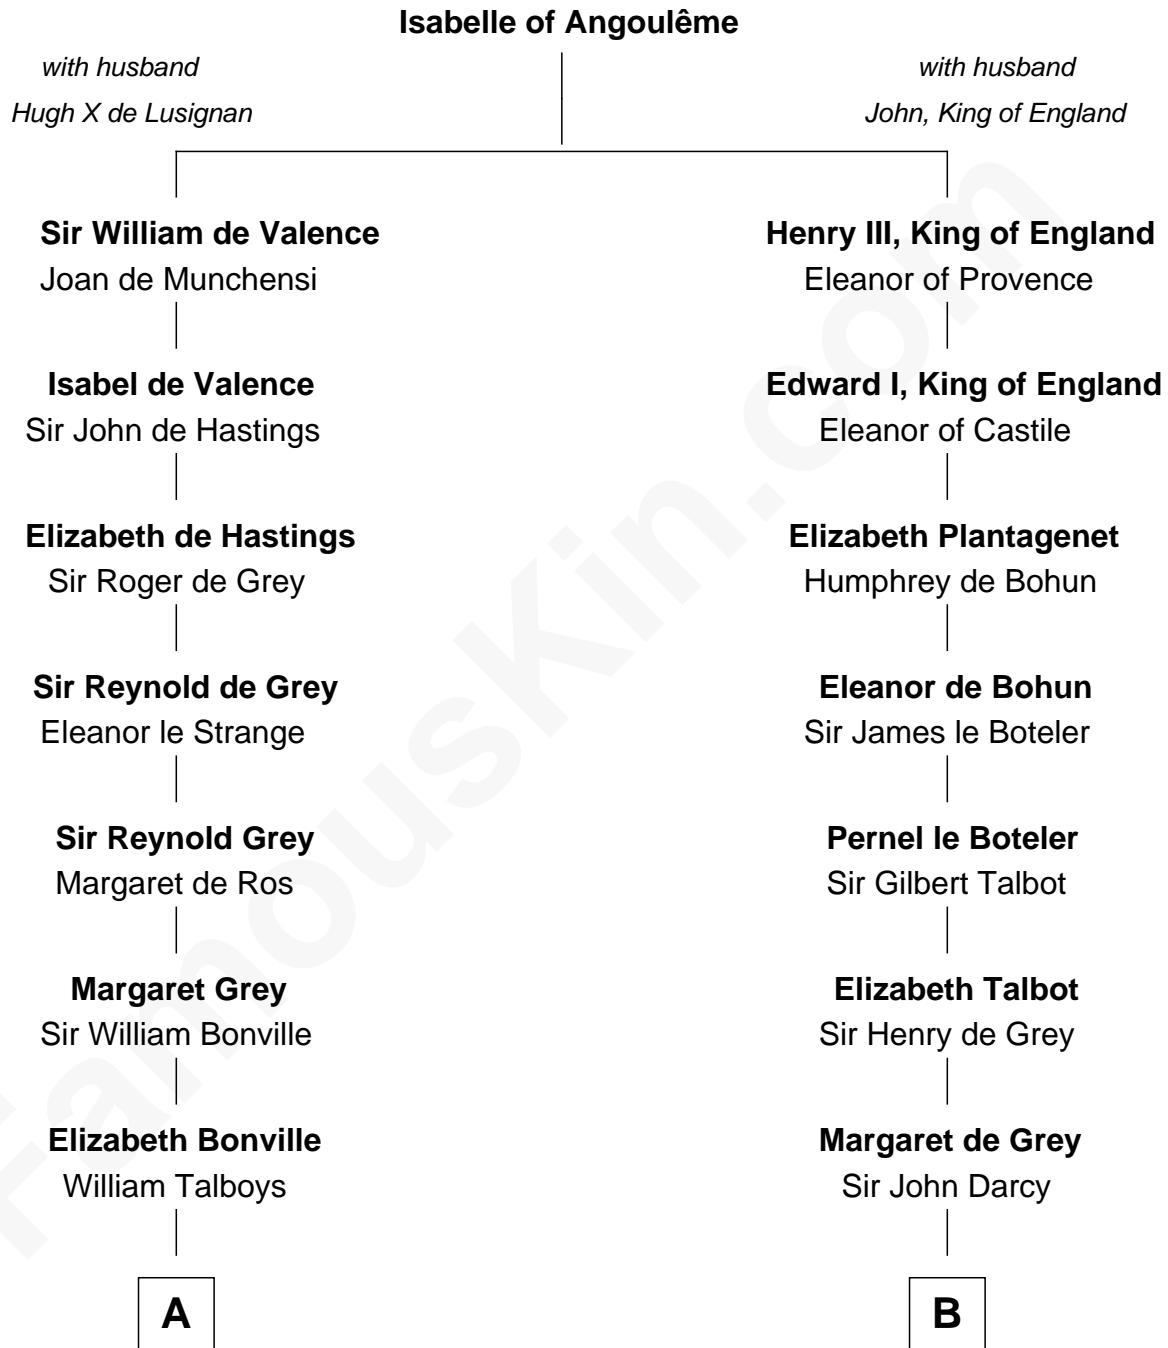 Isabelle of Angoulême
with husband
Hugh X de Lusignan
with husband
John, King of England
Sir William de Valence
Joan de Munchensi
Henry III, King of England
Eleanor of Provence
Isabel de Valence
Sir John de Hastings
Edward I, King of England
Eleanor of Castile
Elizabeth de Hastings
Sir Roger de Grey
Elizabeth Plantagenet
Humphrey de Bohun
Sir Reynold de Grey
Eleanor le Strange
Eleanor de Bohun
Sir James le Boteler
Sir Reynold Grey
Margaret de Ros
Pernel le Boteler
Sir Gilbert Talbot
Margaret Grey
Sir William Bonville
Elizabeth Talbot
Sir Henry de Grey
Elizabeth Bonville
William Talboys
Margaret de Grey
Sir John Darcy
A
B
FamousKin.com